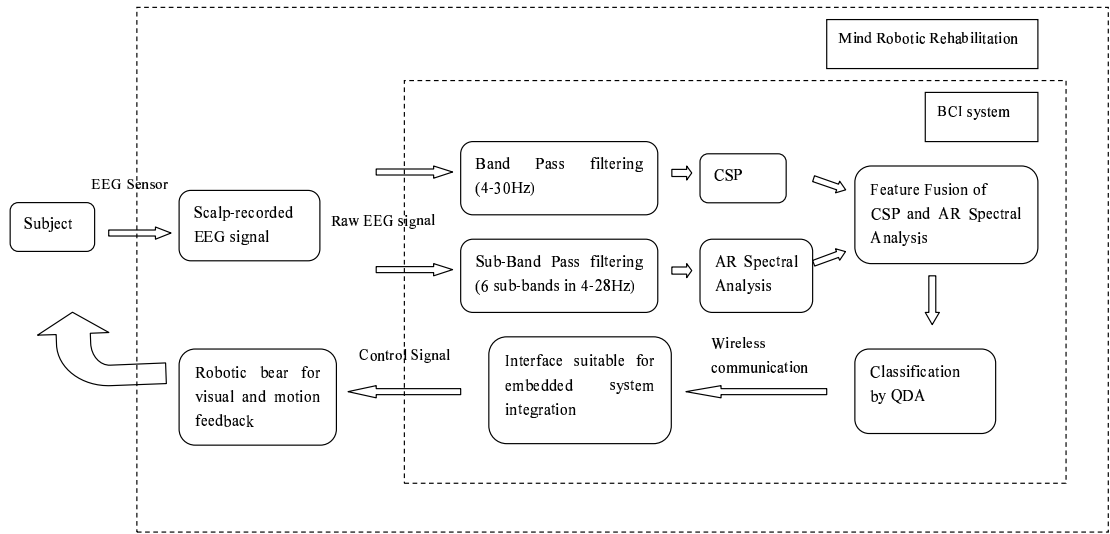 Mind Robotic Rehabilitation
BCI system
EEG Sensor
Subject
Scalp-recorded
EEG signal
Raw EEG signal
Band Pass filtering
(4-30Hz)
CSP
Feature Fusion of
CSP and AR Spectral
Analysis
Sub-Band Pass filtering
(6 sub-bands in 4-28Hz)
AR Spectral
Analysis
Classification
by QDA
Wireless
communication
Interface suitable for
embedded system
integration
Control Signal
Robotic bear for
visual and motion
feedback